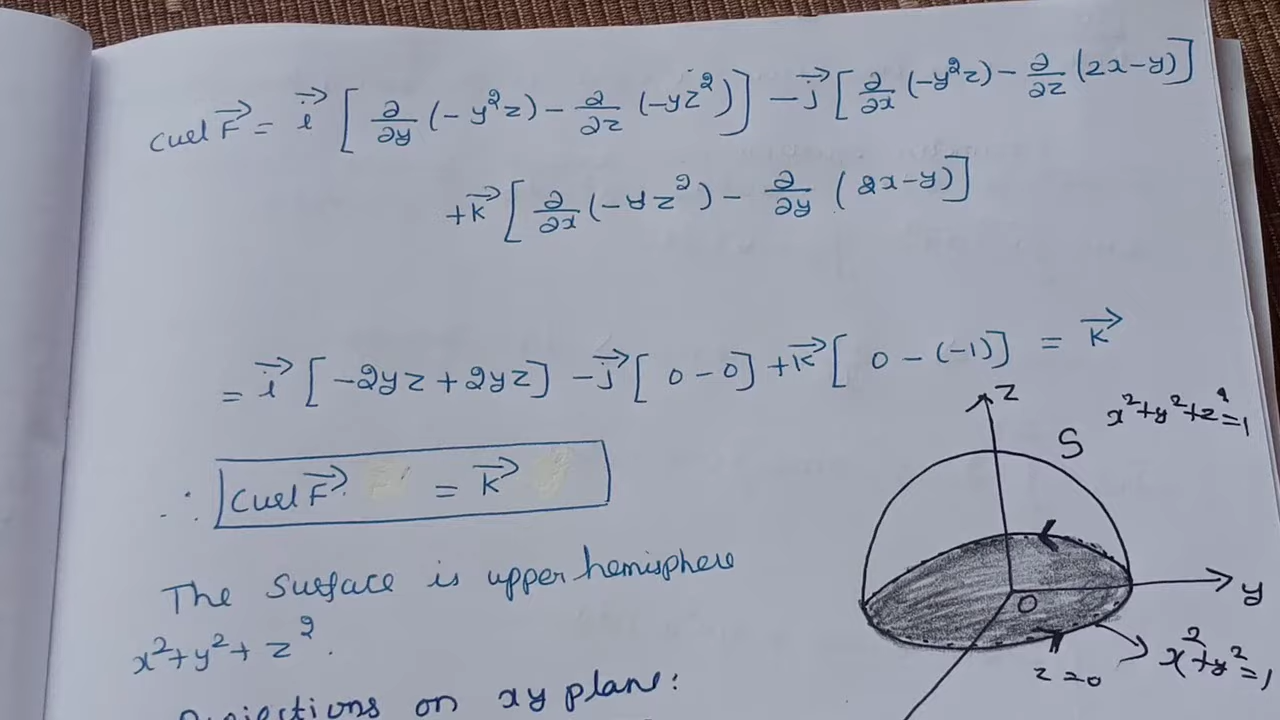 curl F⃗ = i⃗ [ ∂/∂y (-y²z) - ∂/∂z (-yz²) ] - j⃗ [ ∂/∂x (-y²z) - ∂/∂z (2x-y) ]
+ k⃗ [ ∂/∂x (-yz²) - ∂/∂y (2x-y) ]
= i⃗ [ -2yz + 2yz ] - j⃗ [ 0 - 0 ] + k⃗ [ 0 - (-1) ] = k⃗
∴ curl F⃗ = k⃗
The surface is upper hemisphere
x² + y² + z².
z
S
x²+y²+z²=1
O
y
z=0
x²+y²=1
on xy plane: